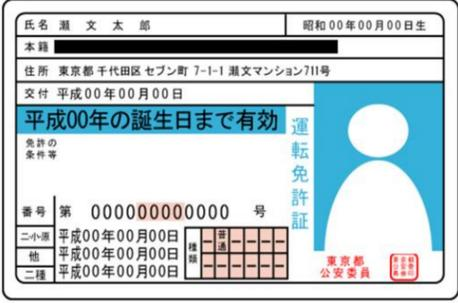 氏名 瀬 文 太 郎 昭和00年00月00日生
本籍
住所 東京都千代田区セブン町 7-1-1 瀬文マンション711号
交付 平成00年00月00日
平成00年の誕生日まで有効
免許の
条件等
運転免許証
番号 第 000000000000 号
二・小・原 平成00年00月00日
他 平成00年00月00日
二種 平成00年00月00日
種類 普通
東京都
公安委員